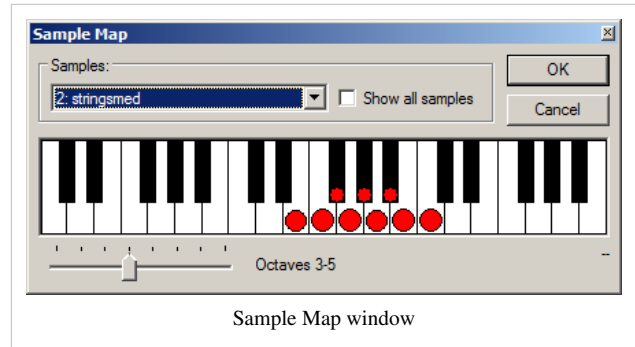 Sample Map
Samples:
2: stringsmed
Show all samples
OK
Cancel
Octaves 3-5
--
Sample Map window